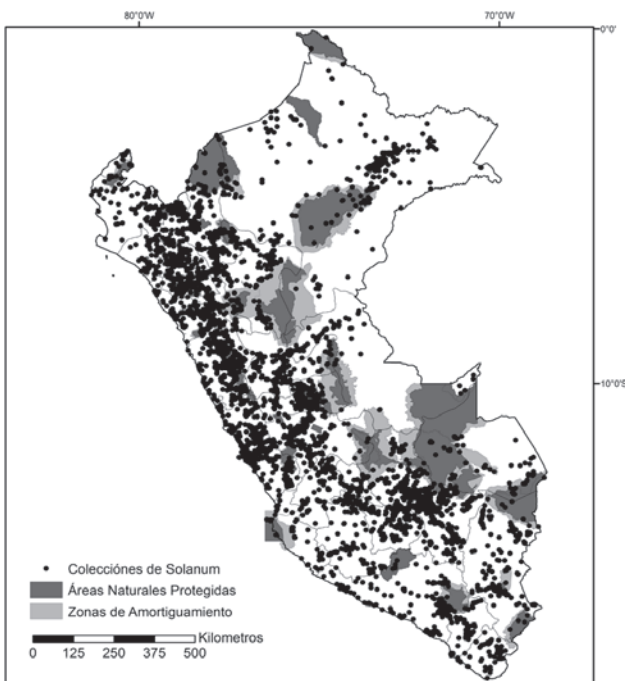 80°0'W 70°0'W
0°0'
10°0'S
Colecciónes de Solanum
Áreas Naturales Protegidas
Zonas de Amortiguamiento
Kilometros
0 125 250 375 500